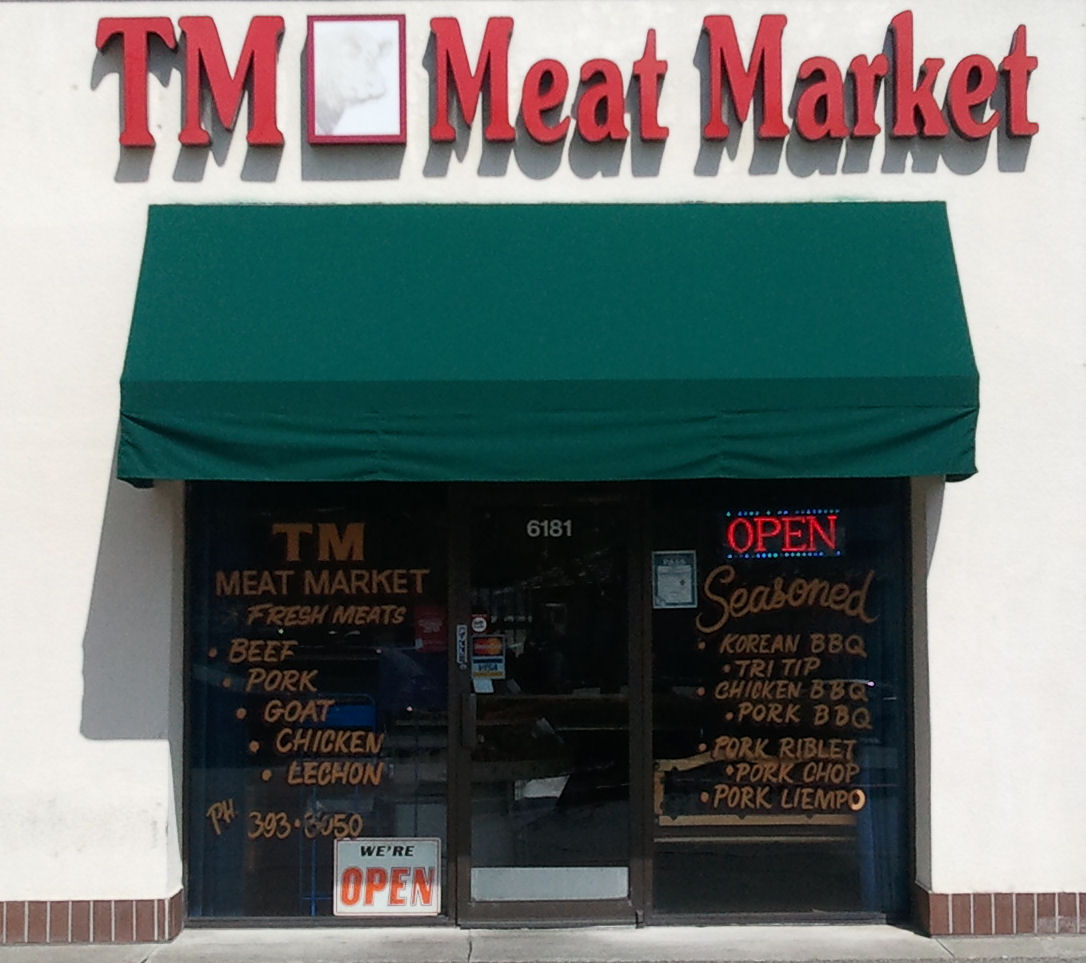 TM Meat Market
6181
TM
MEAT MARKET
FRESH MEATS
• BEEF
• PORK
• GOAT
• CHICKEN
• LECHON
PH. 393-3050
WE'RE
OPEN
VISA
OPEN
Seasoned
• KOREAN BBQ
• TRI TIP
• CHICKEN BBQ
• PORK BBQ
• PORK RIBLET
• PORK CHOP
• PORK LIEMPO